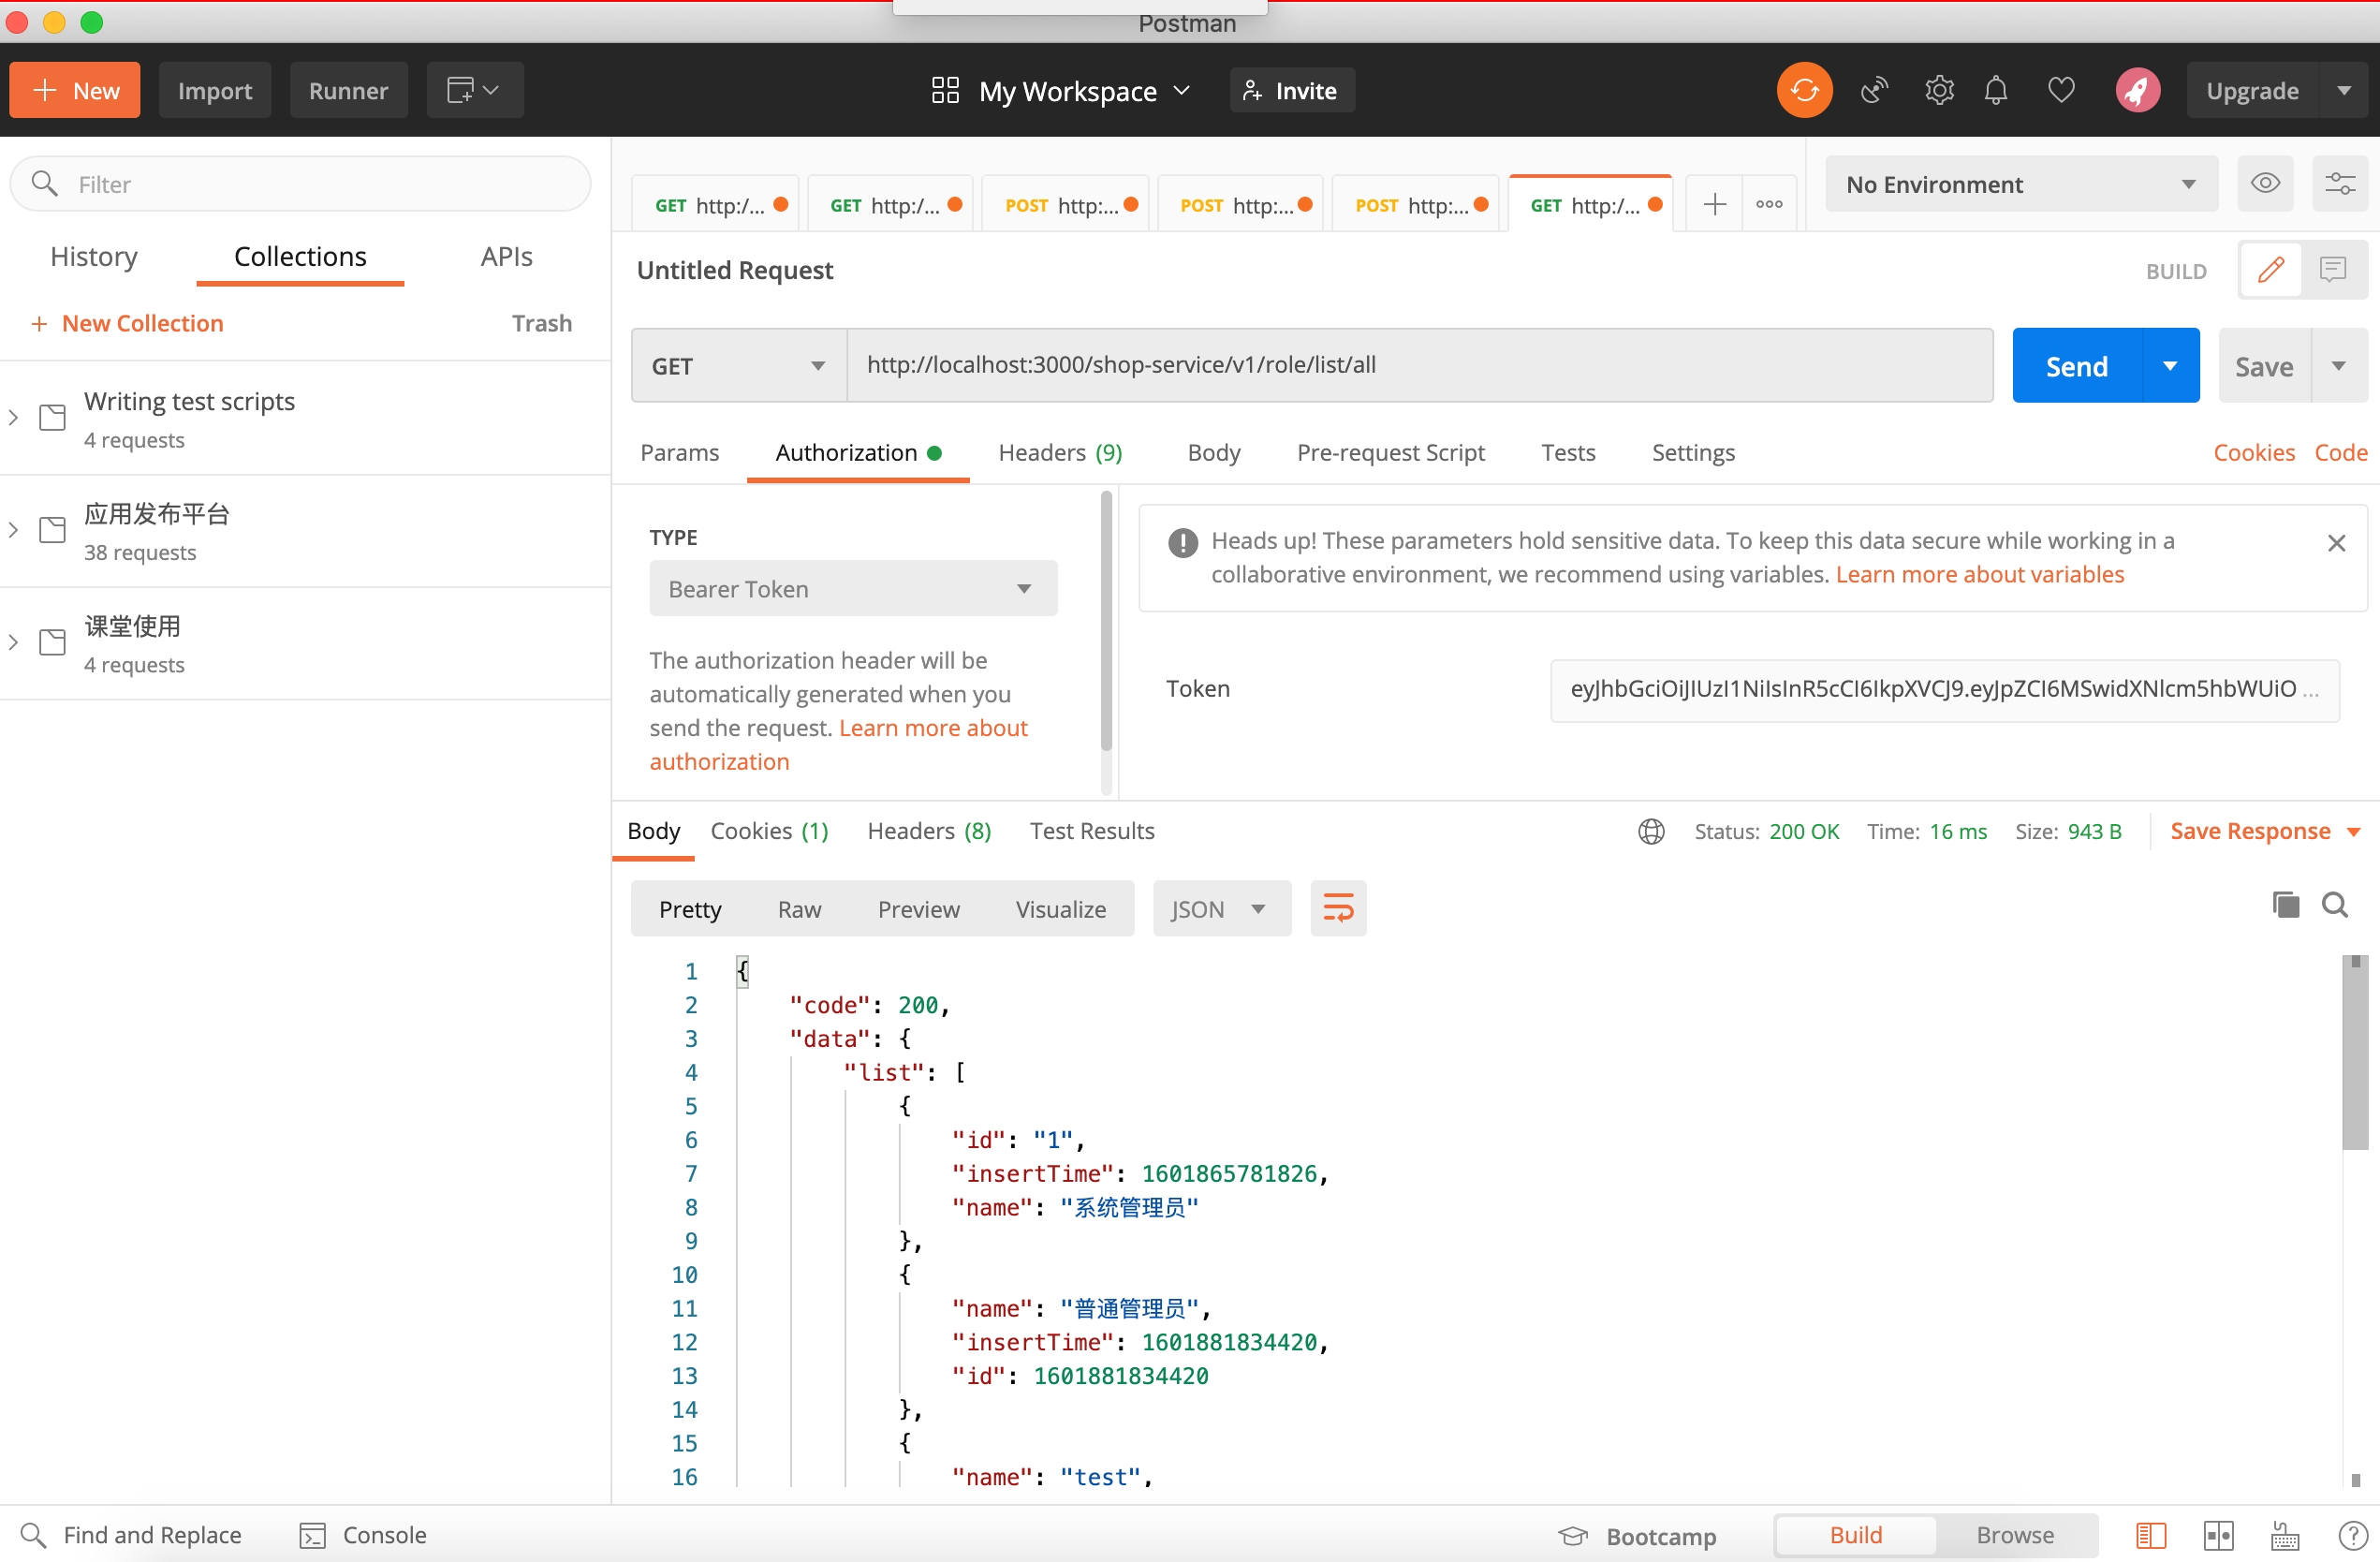 Postman
New
Import
Runner
My Workspace
Invite
Upgrade
Filter
History
Collections
APIs
+ New Collection
Trash
Writing test scripts
4 requests
应用发布平台
38 requests
课堂使用
4 requests
GET http:/...
GET http:/...
POST http:...
POST http:...
POST http:...
GET http:/...
No Environment
Untitled Request
BUILD
GET
http://localhost:3000/shop-service/v1/role/list/all
Send
Save
Params
Authorization
Headers (9)
Body
Pre-request Script
Tests
Settings
Cookies
Code
TYPE
Bearer Token
The authorization header will be
automatically generated when you
send the request. Learn more about
authorization
Heads up! These parameters hold sensitive data. To keep this data secure while working in a
collaborative environment, we recommend using variables. Learn more about variables
Token
eyJhbGciOiJIUzI1NiIsInR5cCI6IkpXVCJ9.eyJpZCI6MSwidXNlcm5hbWUiO ...
Body
Cookies (1)
Headers (8)
Test Results
Status: 200 OK
Time: 16 ms
Size: 943 B
Save Response
Pretty
Raw
Preview
Visualize
JSON
1 {
2 "code": 200,
3 "data": {
4 "list": [
5 {
6 "id": "1",
7 "insertTime": 1601865781826,
8 "name": "系统管理员"
9 },
10 {
11 "name": "普通管理员",
12 "insertTime": 1601881834420,
13 "id": 1601881834420
14 },
15 {
16 "name": "test",
Find and Replace
Console
Bootcamp
Build
Browse